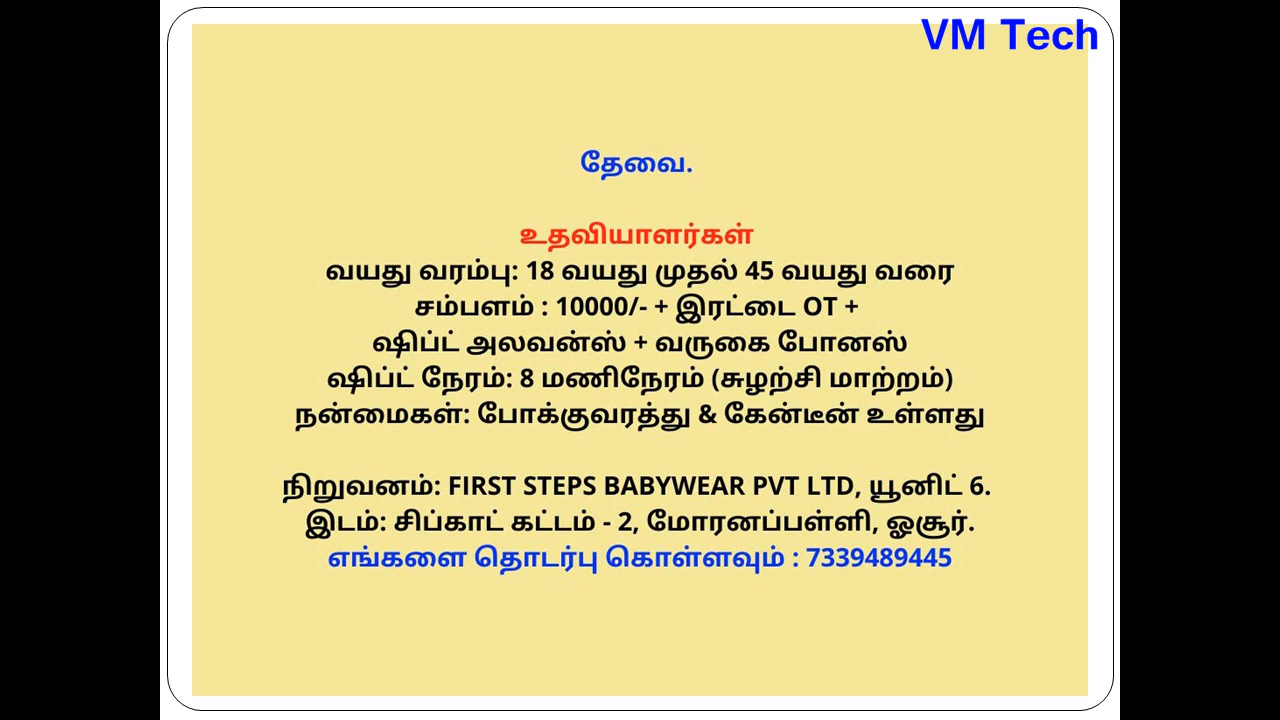 VM Tech
தேவை.
உதவியாளர்கள்
வயது வரம்பு: 18 வயது முதல் 45 வயது வரை
சம்பளம் : 10000/- + இரட்டை OT +
ஷிப்ட் அலவன்ஸ் + வருகை போனஸ்
ஷிப்ட் நேரம்: 8 மணிநேரம் (சுழற்சி மாற்றம்)
நன்மைகள்: போக்குவரத்து & கேன்டீன் உள்ளது
நிறுவனம்: FIRST STEPS BABYWEAR PVT LTD, யூனிட் 6.
இடம்: சிப்காட் கட்டம் - 2, மோரனப்பள்ளி, ஓசூர்.
எங்களை தொடர்பு கொள்ளவும் : 7339489445